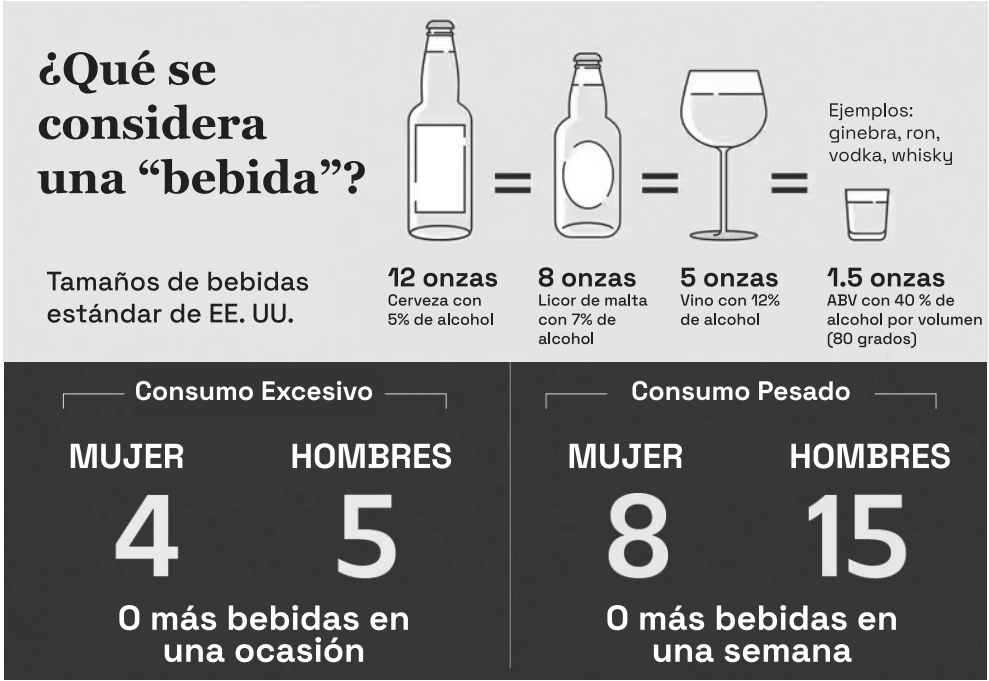 ¿Qué se
considera
una “bebida”?
Tamaños de bebidas
estándar de EE. UU.
Ejemplos:
ginebra, ron,
vodka, whisky
=
=
=
12 onzas
Cerveza con
5% de alcohol
8 onzas
Licor de malta
con 7% de
alcohol
5 onzas
Vino con 12%
de alcohol
1.5 onzas
ABV con 40 % de
alcohol por volumen
(80 grados)
Consumo Excesivo
MUJER
4
HOMBRES
5
O más bebidas en
una ocasión
Consumo Pesado
MUJER
8
HOMBRES
15
O más bebidas en
una semana